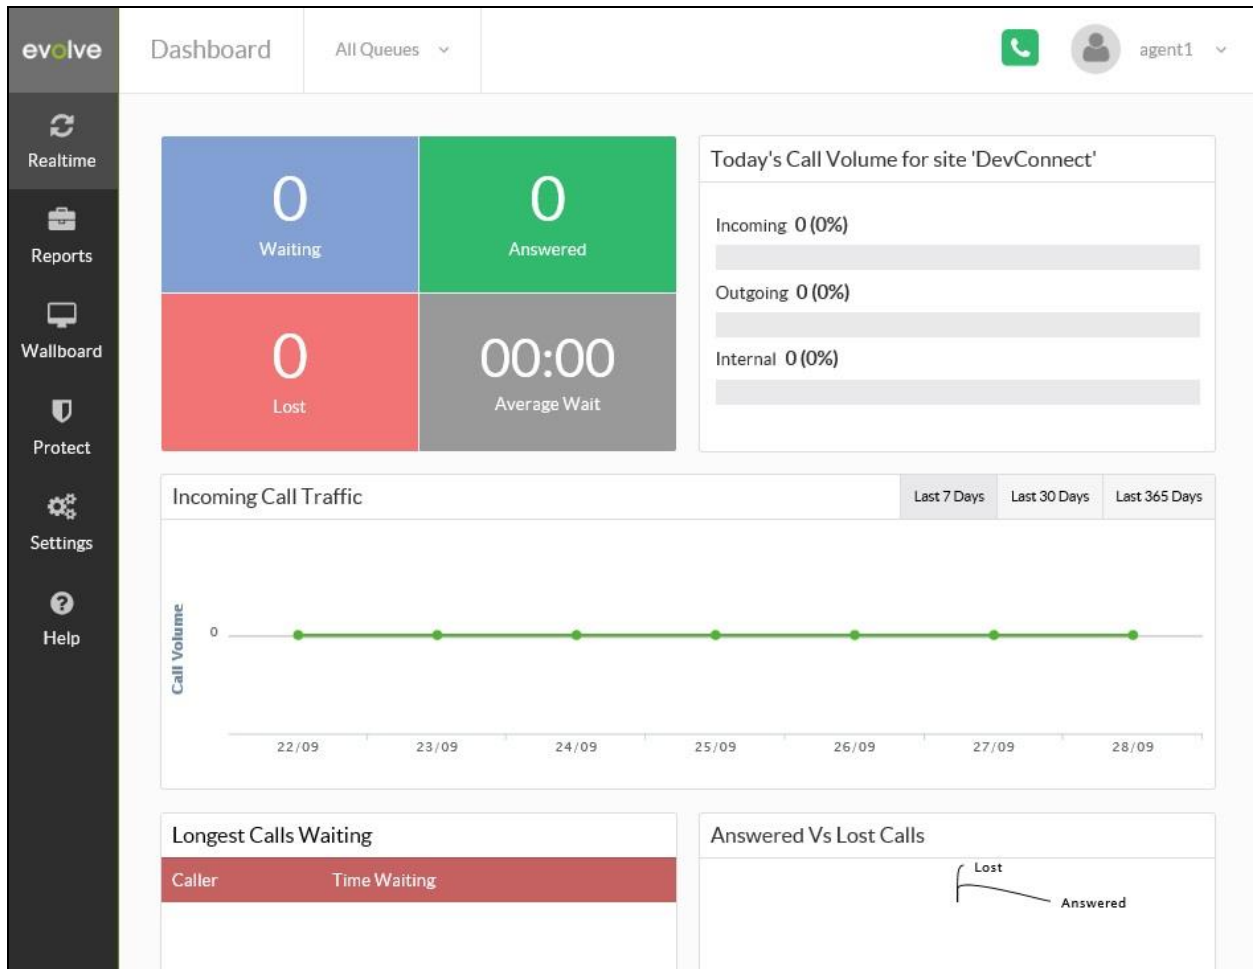 evolve
Dashboard
All Queues
agent1
Realtime
Reports
Wallboard
Protect
Settings
Help
0
Waiting
0
Answered
0
Lost
00:00
Average Wait
Today's Call Volume for site 'DevConnect'
Incoming 0 (0%)
Outgoing 0 (0%)
Internal 0 (0%)
Incoming Call Traffic
Last 7 Days
Last 30 Days
Last 365 Days
Call Volume
0
22/09
23/09
24/09
25/09
26/09
27/09
28/09
Longest Calls Waiting
Caller
Time Waiting
Answered Vs Lost Calls
Lost
Answered